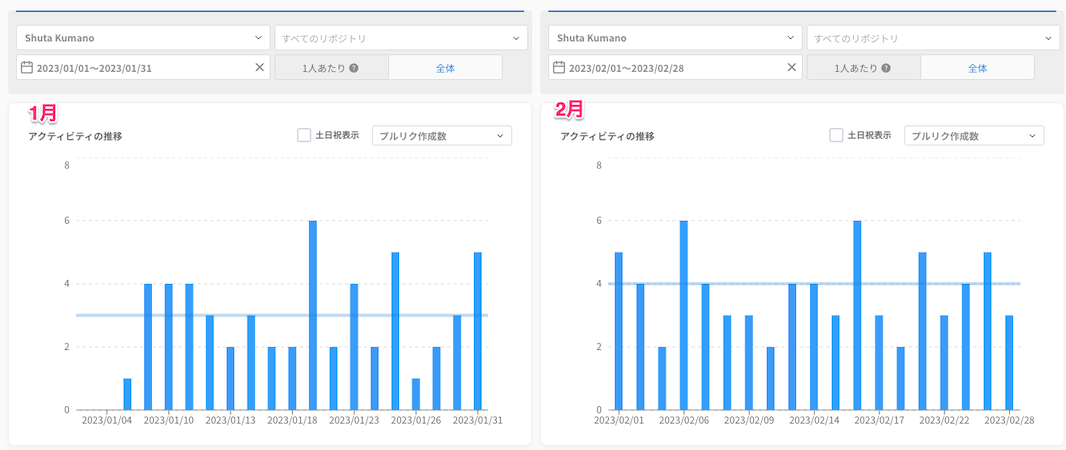 Shuta Kumano
すべてのリポジトリ
2023/01/01〜2023/01/31
1人あたり
全体
1月
アクティビティの推移
土日祝表示
プルリク作成数
8
6
4
2
0
2023/01/04 2023/01/10 2023/01/13 2023/01/18 2023/01/23 2023/01/26 2023/01/31
Shuta Kumano
すべてのリポジトリ
2023/02/01〜2023/02/28
1人あたり
全体
2月
アクティビティの推移
土日祝表示
プルリク作成数
8
6
4
2
0
2023/02/01 2023/02/06 2023/02/09 2023/02/14 2023/02/17 2023/02/22 2023/02/28